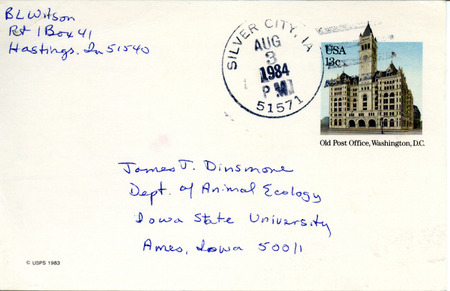 BL Wilson
Rt 1 Box 41
Hastings, Ia 51540
SILVER CITY, IA
AUG
3
1984
PM
51571
USA
13c
Old Post Office, Washington, D.C.
James J. Dinsmore
Dept. of Animal Ecology
Iowa State University
Ames, Iowa 50011
© USPS 1983